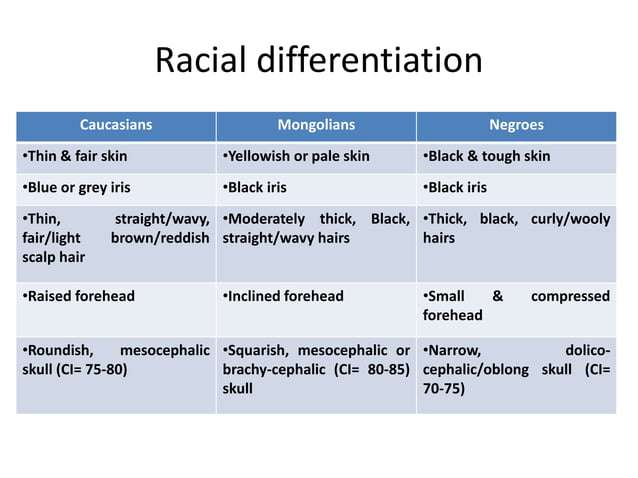 Racial differentiation
Caucasians Mongolians Negroes
•Thin & fair skin •Yellowish or pale skin •Black & tough skin
•Blue or grey iris •Black iris •Black iris
•Thin, straight/wavy, •Moderately thick, Black, •Thick, black, curly/wooly
fair/light brown/reddish straight/wavy hairs hairs
scalp hair
•Raised forehead •Inclined forehead •Small & compressed
forehead
•Roundish, mesocephalic •Squarish, mesocephalic or •Narrow, dolico-
skull (CI= 75-80) brachy-cephalic (CI= 80-85) cephalic/oblong skull (CI=
skull 70-75)